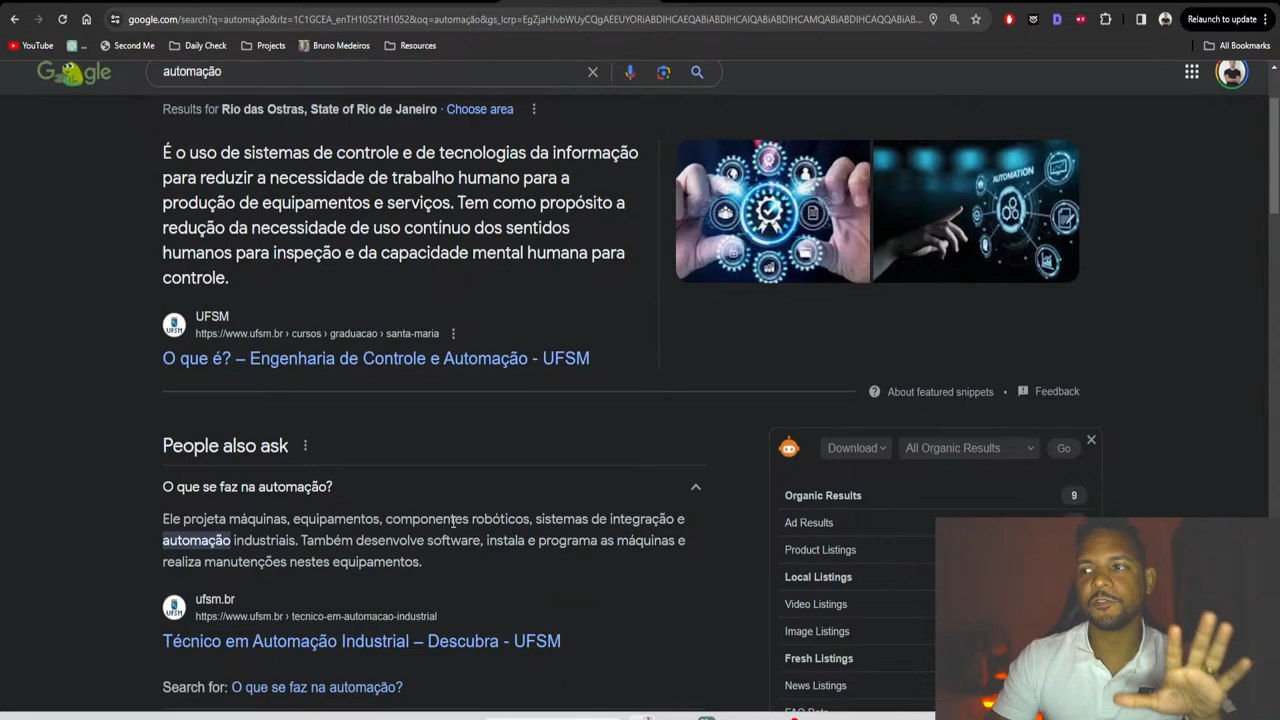 google.com/search?q=automação&rlz=1C1GCEA_enTH1052TH1052&oq=automação&gs_lcrp=EgZjaHJvbWUyCQgAEEUYORiABDIHCAEQABiABDIHCAIQABiABDIHCAMQABiABDIHCAQQABiABDIHC...
Relaunch to update
YouTube
...
Second Me
Daily Check
Projects
Bruno Medeiros
Resources
All Bookmarks
automação
Results for Rio das Ostras, State of Rio de Janeiro · Choose area
É o uso de sistemas de controle e de tecnologias da informação
para reduzir a necessidade de trabalho humano para a
produção de equipamentos e serviços. Tem como propósito a
redução da necessidade de uso contínuo dos sentidos
humanos para inspeção e da capacidade mental humana para
controle.
AUTOMATION
UFSM
https://www.ufsm.br › cursos › graduacao › santa-maria
O que é? – Engenharia de Controle e Automação - UFSM
About featured snippets • Feedback
People also ask
O que se faz na automação?
Ele projeta máquinas, equipamentos, componentes robóticos, sistemas de integração e
automação industriais. Também desenvolve software, instala e programa as máquinas e
realiza manutenções nestes equipamentos.
ufsm.br
https://www.ufsm.br › tecnico-em-automacao-industrial
Técnico em Automação Industrial – Descubra - UFSM
Search for: O que se faz na automação?
Download
All Organic Results
Go
Organic Results 9
Ad Results
Product Listings
Local Listings
Video Listings
Image Listings
Fresh Listings
News Listings